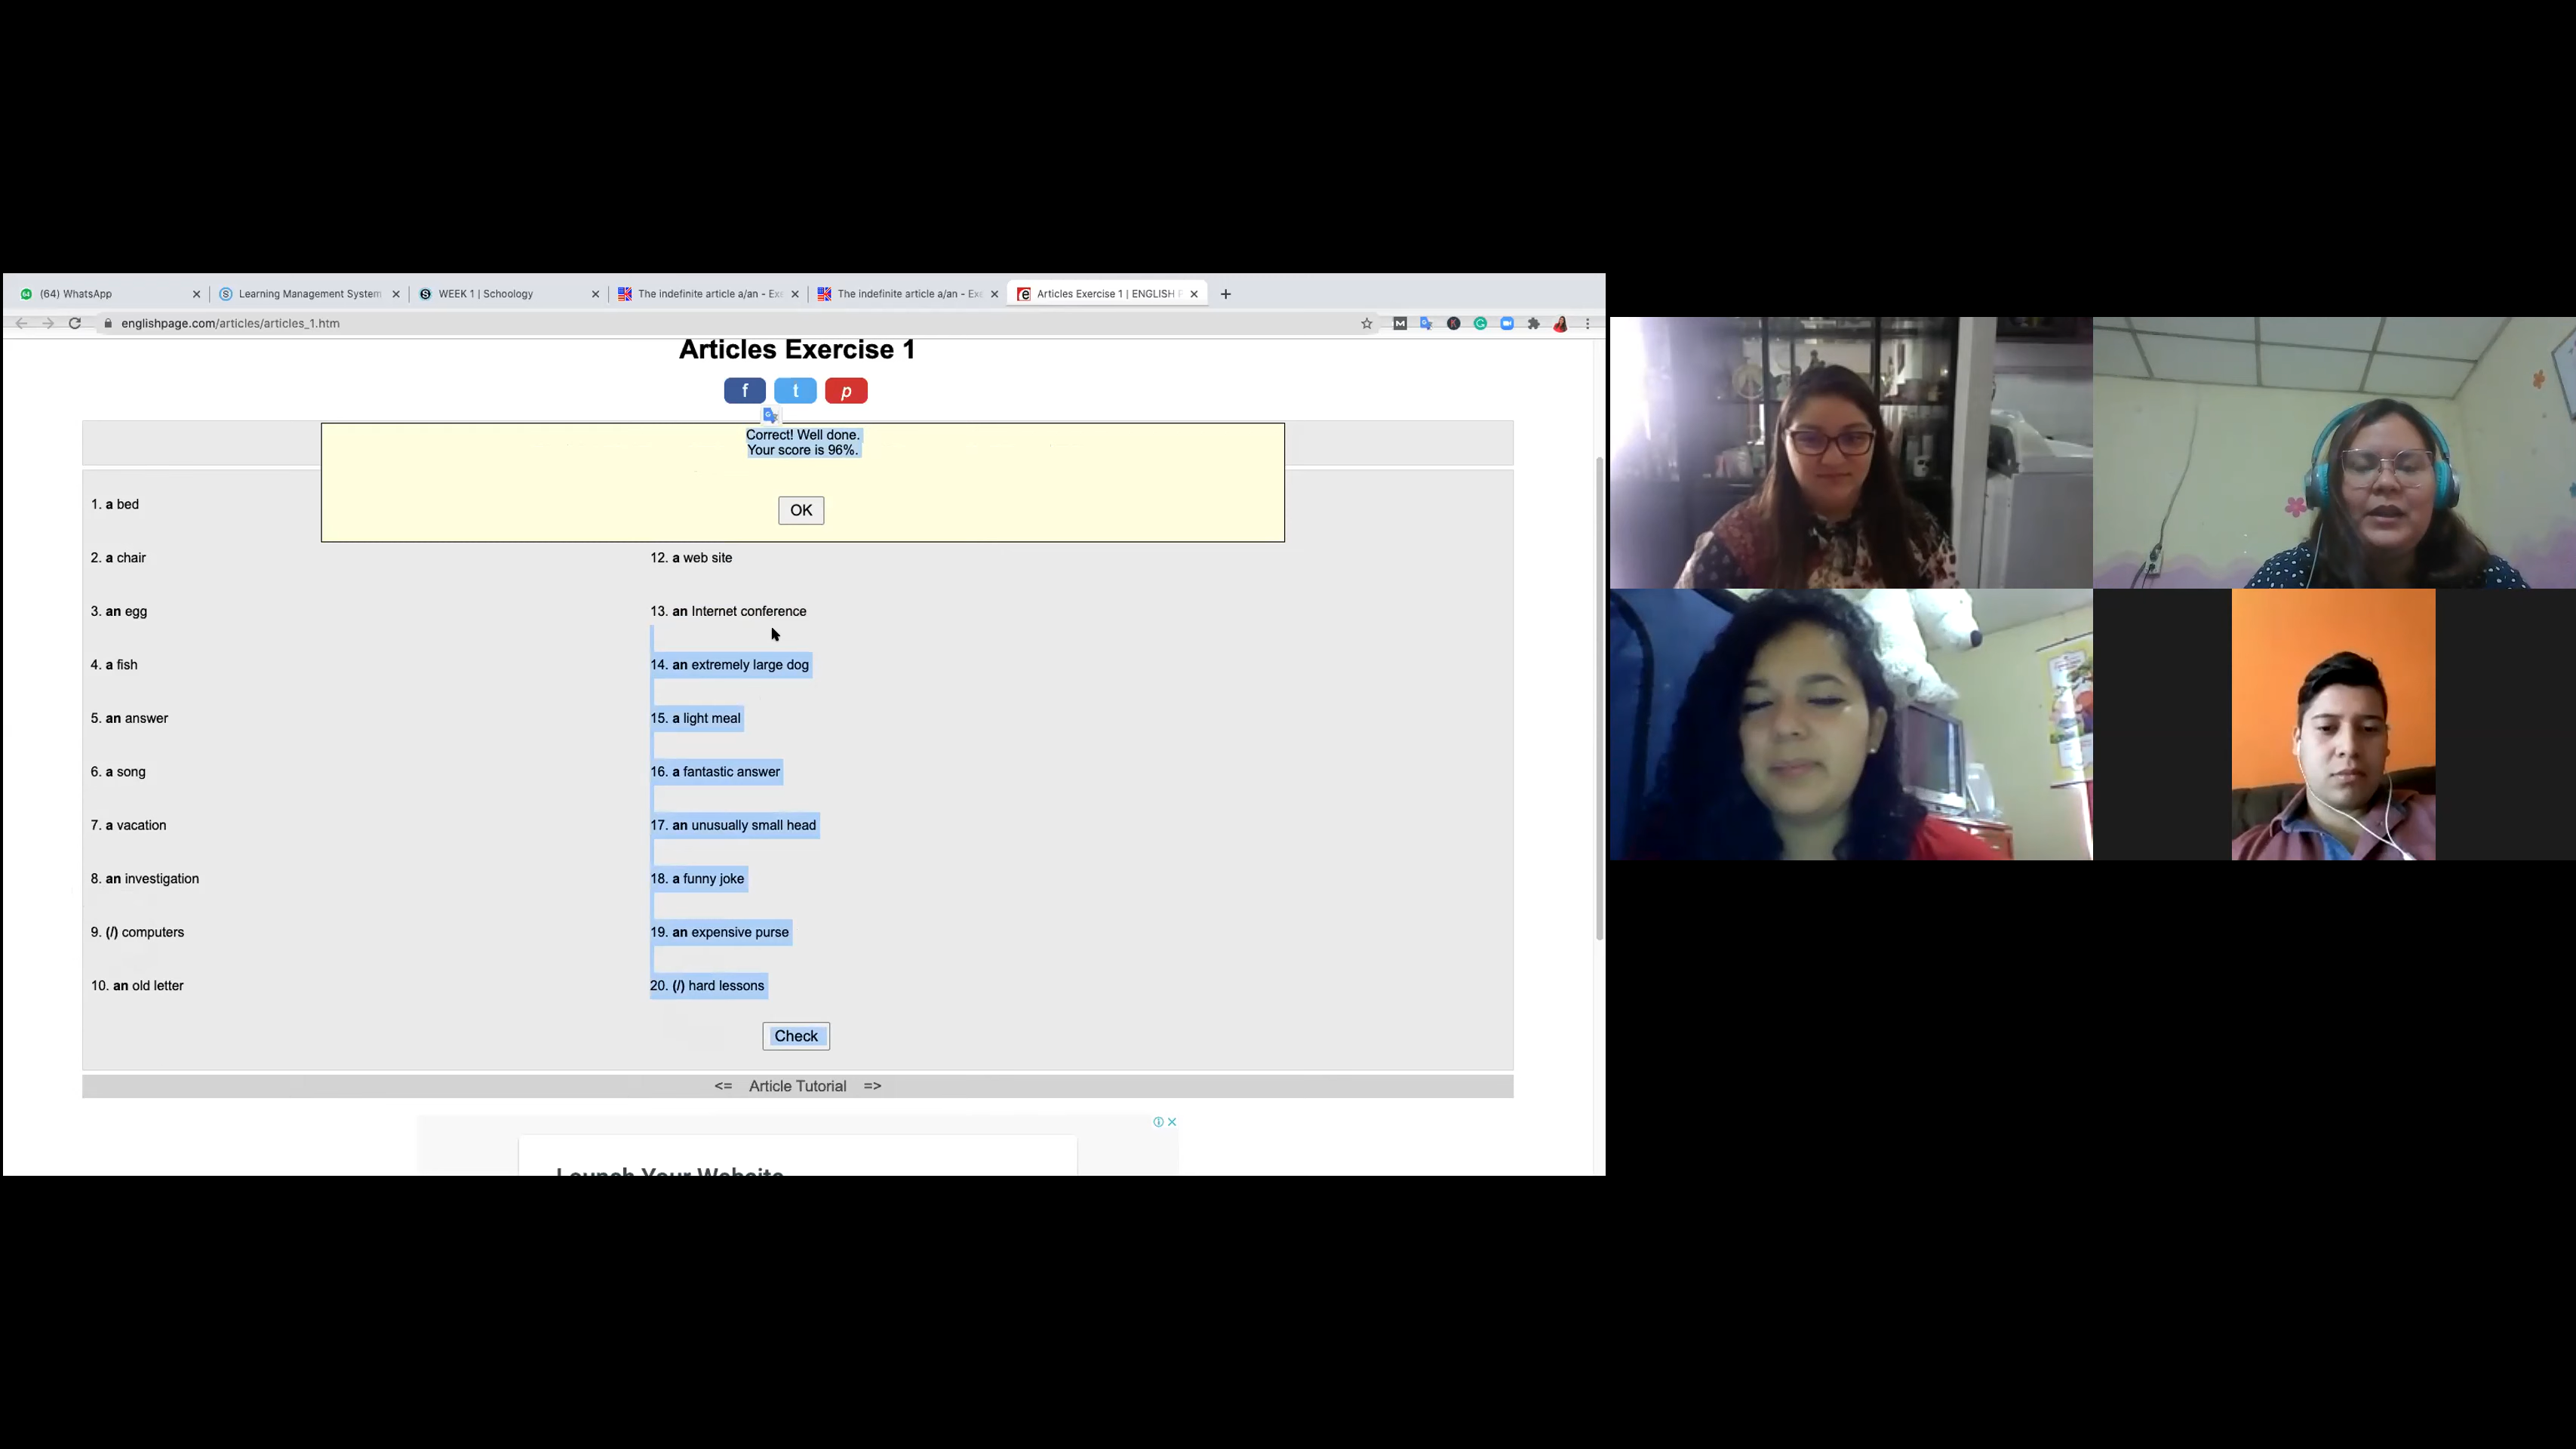 (64) WhatsApp
Learning Management System
WEEK 1 | Schoology
The indefinite article a/an - Exe
The indefinite article a/an - Exe
Articles Exercise 1 | ENGLISH P
englishpage.com/articles/articles_1.htm
Articles Exercise 1
f t p
Correct! Well done.
Your score is 96%.
OK
1. a bed
2. a chair
3. an egg
4. a fish
5. an answer
6. a song
7. a vacation
8. an investigation
9. (/) computers
10. an old letter
12. a web site
13. an Internet conference
14. an extremely large dog
15. a light meal
16. a fantastic answer
17. an unusually small head
18. a funny joke
19. an expensive purse
20. (/) hard lessons
Check
<= Article Tutorial =>
Launch Your Website